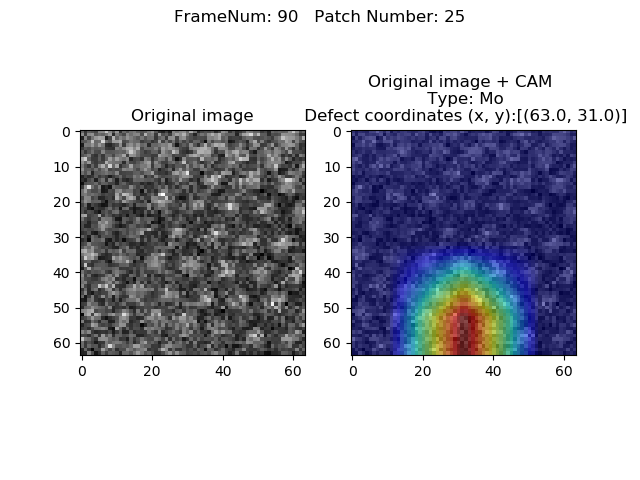 FrameNum: 90   Patch Number: 25
Original image
Original image + CAM
Type: Mo
Defect coordinates (x, y):[(63.0, 31.0)]
0
10
20
30
40
50
60
0 20 40 60
0
10
20
30
40
50
60
0 20 40 60